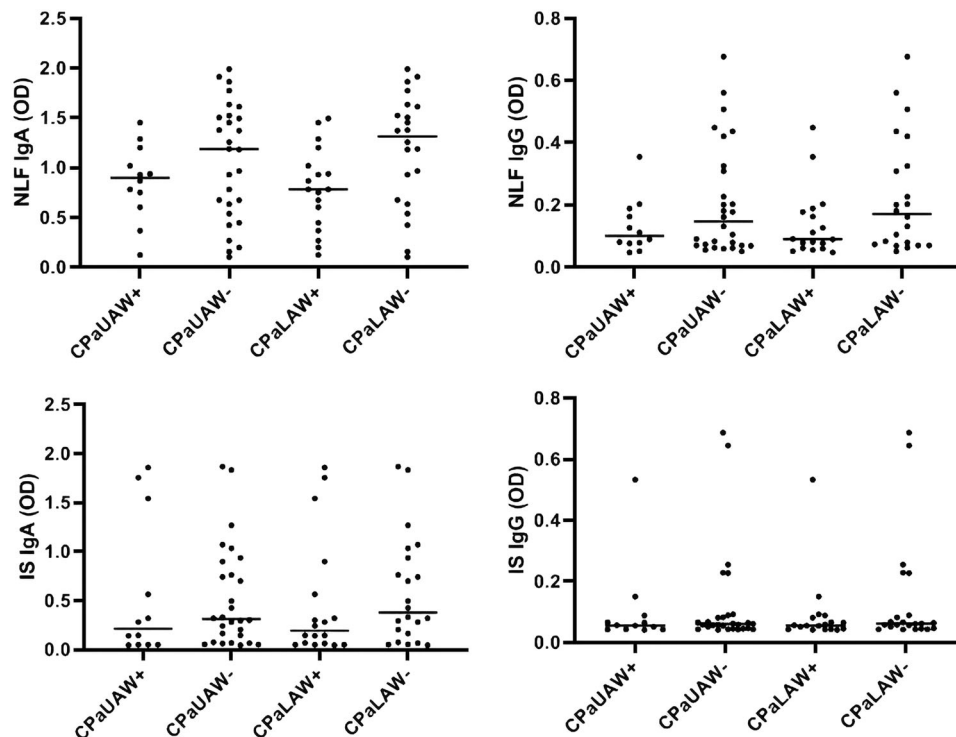 NLF IgA (OD)
2.5
2.0
1.5
1.0
0.5
0.0
CPaUAW+
CPaUAW-
CPaLAW+
CPaLAW-
NLF IgG (OD)
0.8
0.6
0.4
0.2
0.0
CPaUAW+
CPaUAW-
CPaLAW+
CPaLAW-
IS IgA (OD)
2.5
2.0
1.5
1.0
0.5
0.0
CPaUAW+
CPaUAW-
CPaLAW+
CPaLAW-
IS IgG (OD)
0.8
0.6
0.4
0.2
0.0
CPaUAW+
CPaUAW-
CPaLAW+
CPaLAW-